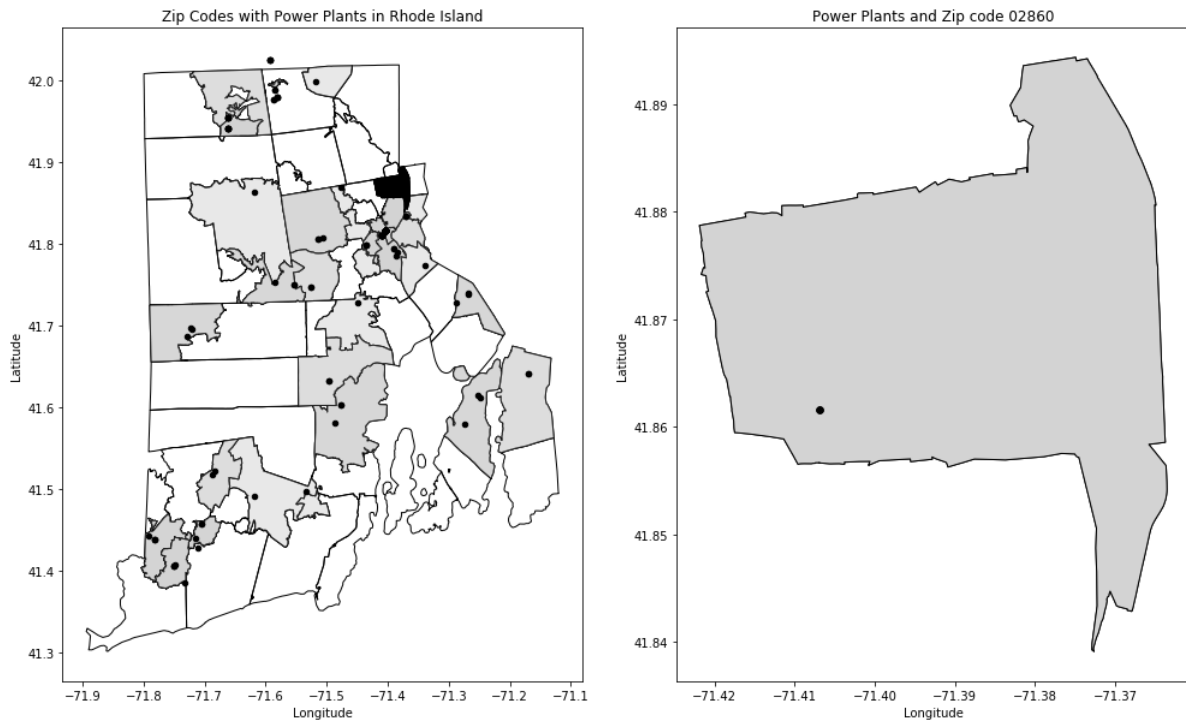 Zip Codes with Power Plants in Rhode Island
42.0
41.9
41.8
41.7
41.6
41.5
41.4
41.3
Latitude
−71.9 −71.8 −71.7 −71.6 −71.5 −71.4 −71.3 −71.2 −71.1
Longitude
Power Plants and Zip code 02860
41.89
41.88
41.87
41.86
41.85
41.84
Latitude
−71.42 −71.41 −71.40 −71.39 −71.38 −71.37
Longitude